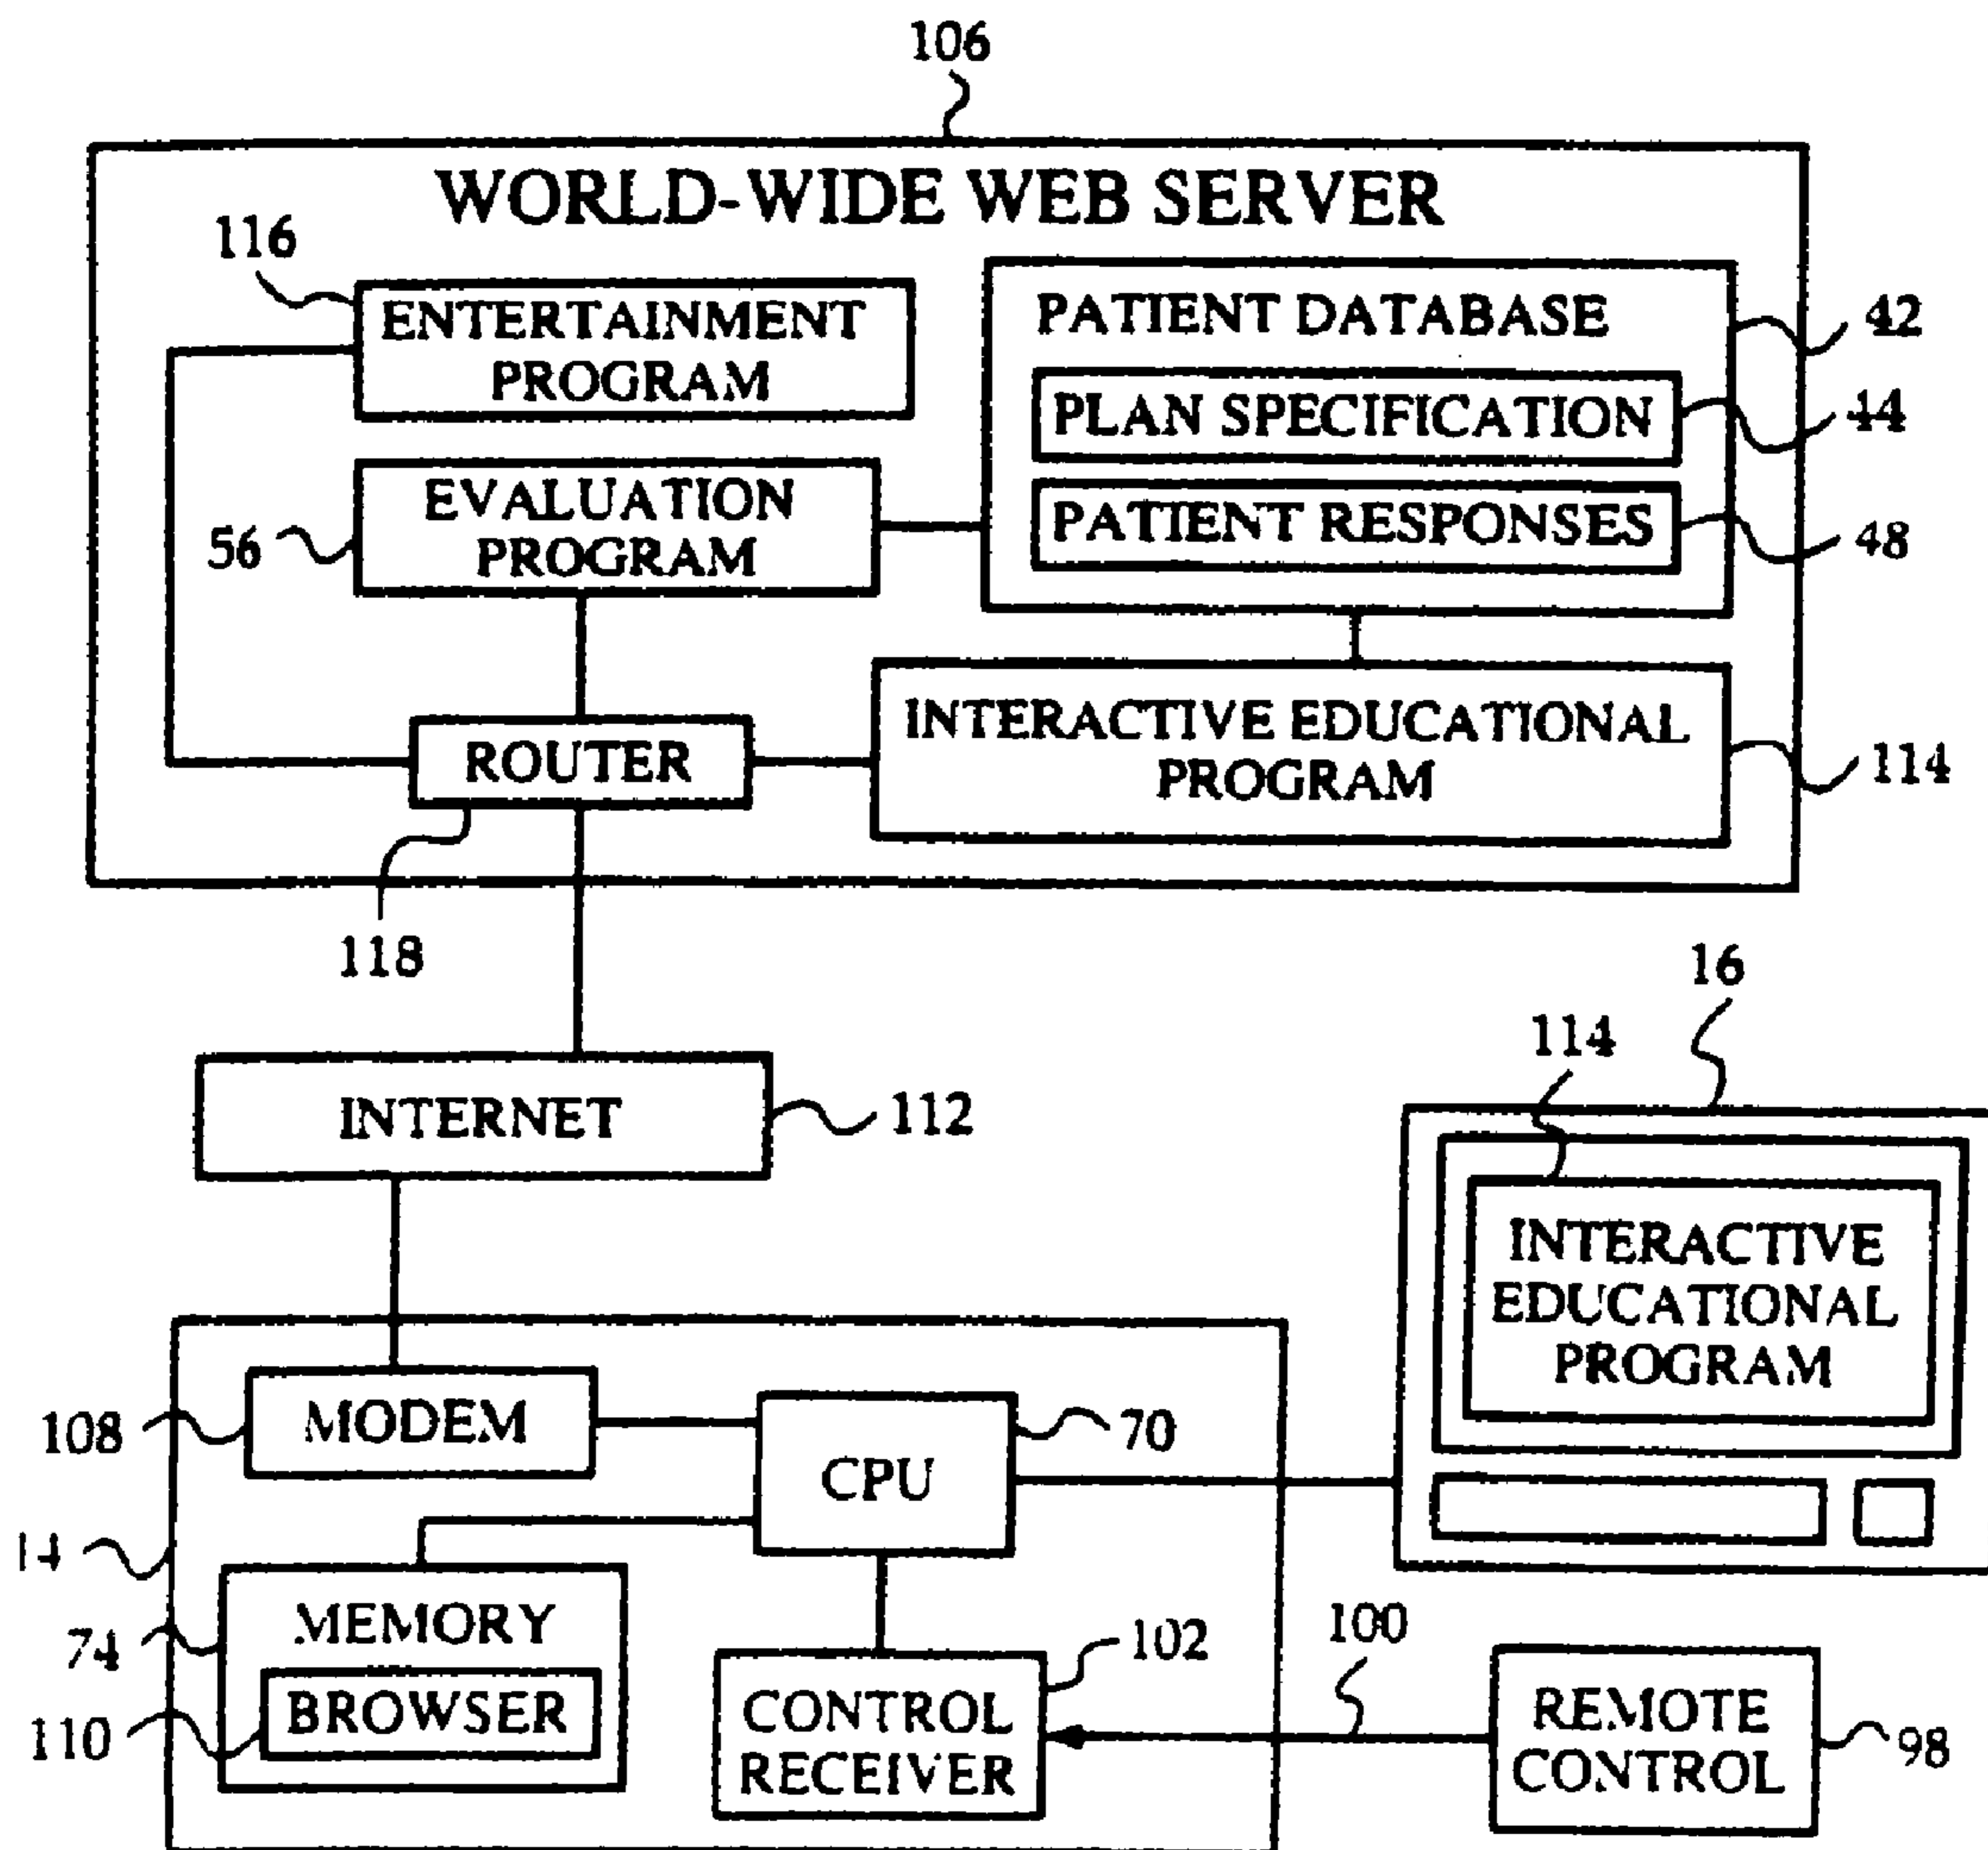 106
WORLD-WIDE WEB SERVER
116
ENTERTAINMENT
PROGRAM
PATIENT DATABASE
42
PLAN SPECIFICATION
44
EVALUATION
PROGRAM
56
PATIENT RESPONSES
48
ROUTER
INTERACTIVE EDUCATIONAL
PROGRAM
114
118
16
114
INTERNET
112
INTERACTIVE
EDUCATIONAL
PROGRAM
108
MODEM
CPU
70
14
MEMORY
74
BROWSER
110
CONTROL
RECEIVER
102
100
REMOTE
CONTROL
98